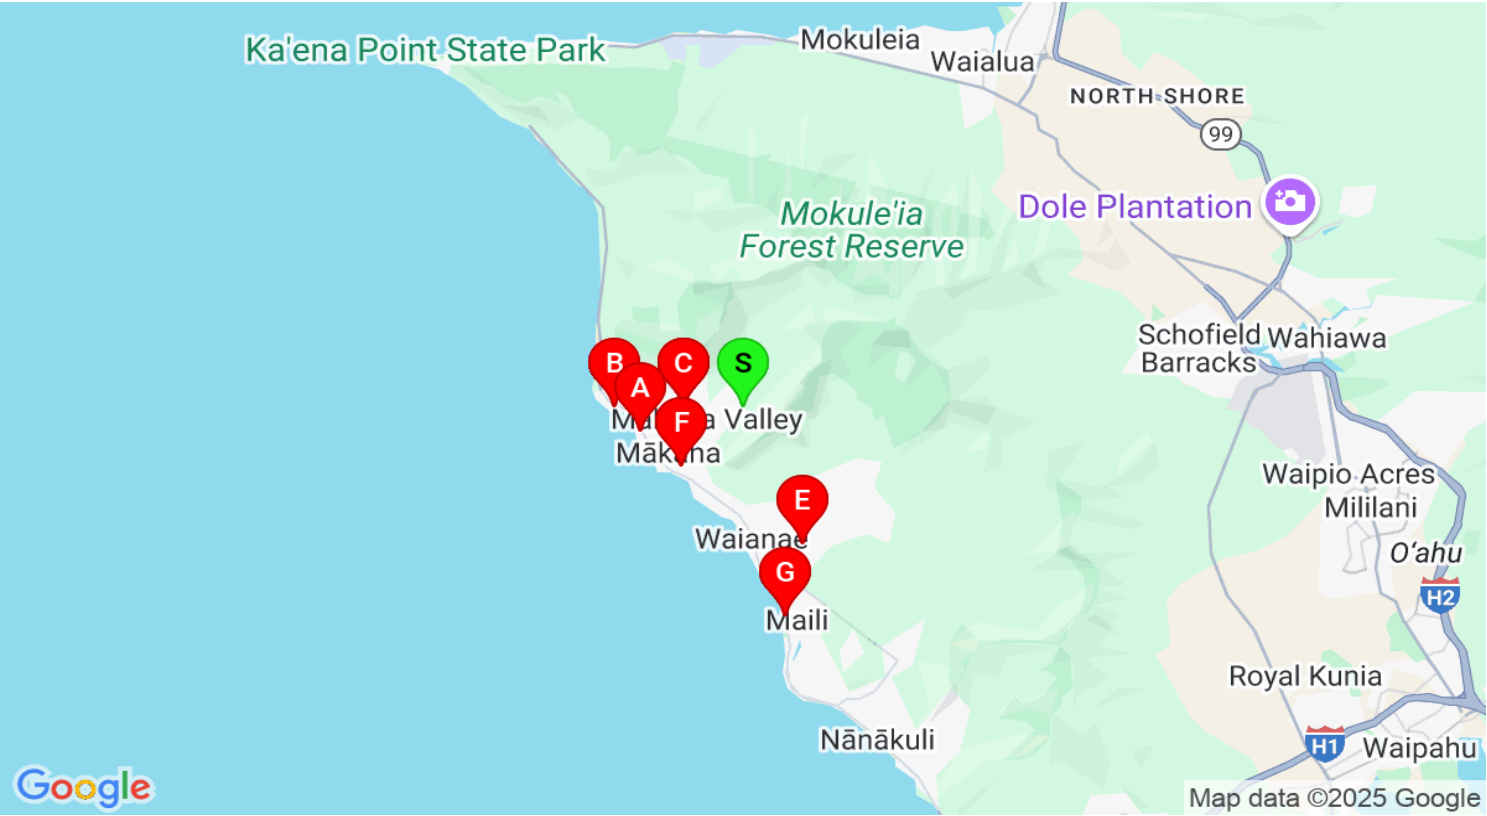 Ka'ena Point State Park
Mokuleia
Waialua
NORTH SHORE
99
Dole Plantation
Mokule'ia
Forest Reserve
Schofield
Barracks
Wahiawa
B
C
S
A
F
Valley
Waipio Acres
Mililani
E
Waianae
O‘ahu
G
H2
Maili
Royal Kunia
Nānākuli
H1
Waipahu
Google
Map data ©2025 Google